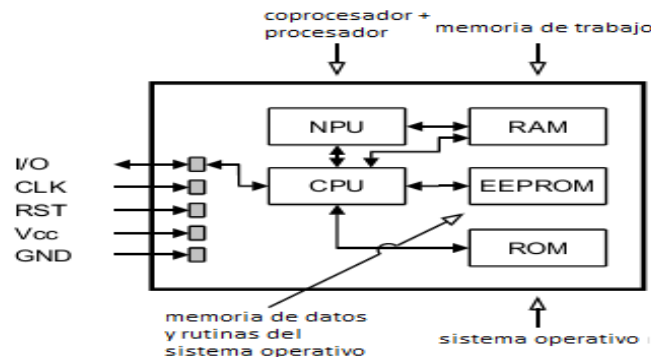 coprocesador +
procesador
memoria de trabajo
NPU
RAM
I/O
CLK
CPU
EEPROM
RST
Vcc
GND
ROM
memoria de datos
y rutinas del
sistema operativo
sistema operativo